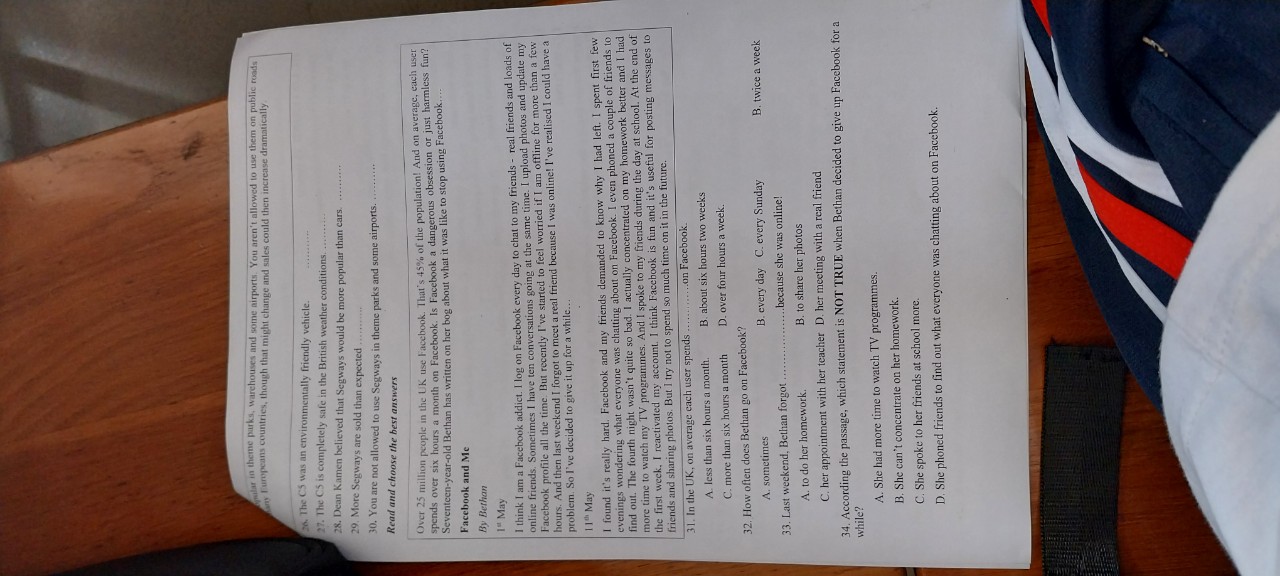 in theme parks, warehouses and some airports. You aren't allowed to use them on public roads
Europeans countries, though that might change and sales could then increase dramatically.
26. The C5 was an environmentally friendly vehicle. ............
27. The C5 is completely safe in the British weather conditions. ............
28. Dean Kamen believed that Segways would be more popular than cars. ............
29. More Segways are sold than expected ............
30. You are not allowed to use Segways in theme parks and some airports. ............
Read and choose the best answers
Over 25 million people in the UK use Facebook. That's 45% of the population! And on average, each user
spends over six hours a month on Facebook. Is Facebook a dangerous obsession or just harmless fun?
Seventeen-year-old Bethan has written on her bog about what it was like to stop using Facebook....
Facebook and Me
By Bethan
1st May
I think I am a Facebook addict. I log on Facebook every day to chat to my friends - real friends and loads of
online friends. Sometimes I have ten conversations going at the same time. I upload photos and update my
Facebook profile all the time. But recently I've started to feel worried if I am offline for more than a few
hours. And then last weekend I forgot to meet a real friend because I was online! I've realised I could have a
problem. So I've decided to give it up for a while....
11th May
I found it's really hard. Facebook and my friends demanded to know why I had left. I spent first few
evenings wondering what everyone was chatting about on Facebook. I even phoned a couple of friends to
find out. The fourth night wasn't quite so bad. I actually concentrated on my homework better and I had
more time to watch my TV programmes. And I spoke to my friends during the day at school. At the end of
the first week, I reactivated my account. I think Facebook is fun and it's useful for posting messages to
friends and sharing photos. But I try not to spend so much time on it in the future.
31. In the UK, on average each user spends ............on Facebook.
A. less than six hours a month. B. about six hours two weeks
C. more than six hours a month D. over four hours a week.
32. How often does Bethan go on Facebook?
A. sometimes B. every day C. every Sunday B. twice a week
33. Last weekend, Bethan forgot ..................because she was online!
A. to do her homework. B. to share her photos
C. her appointment with her teacher D. her meeting with a real friend
34. According the passage, which statement is NOT TRUE when Bethan decided to give up Facebook for a
while?
A. She had more time to watch TV programmes.
B. She can't concentrate on her homework.
C. She spoke to her friends at school more.
D. She phoned friends to find out what everyone was chatting about on Facebook.